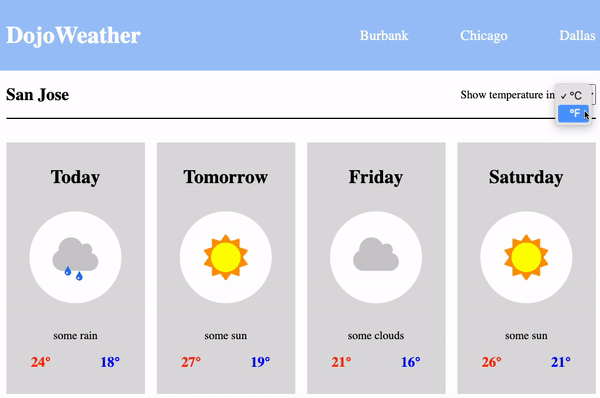 DojoWeather Burbank Chicago Dallas
San Jose Show temperature in ✓ °C
°F
Today Tomorrow Friday Saturday
some rain some sun some clouds some sun
24° 18° 27° 19° 21° 16° 26° 21°